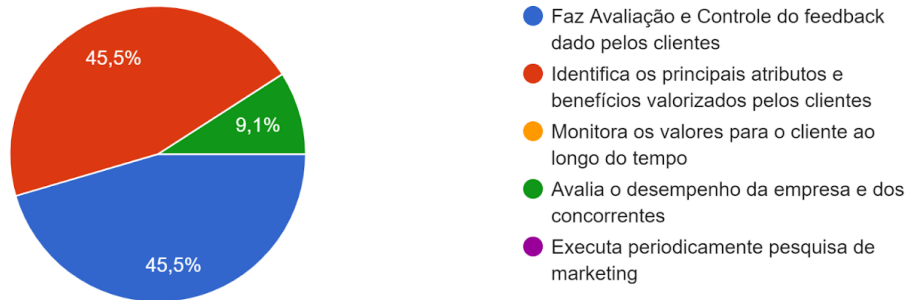 45,5%
9,1%
45,5%
Faz Avaliação e Controle do feedback
dado pelos clientes
Identifica os principais atributos e
benefícios valorizados pelos clientes
Monitora os valores para o cliente ao
longo do tempo
Avalia o desempenho da empresa e dos
concorrentes
Executa periodicamente pesquisa de
marketing